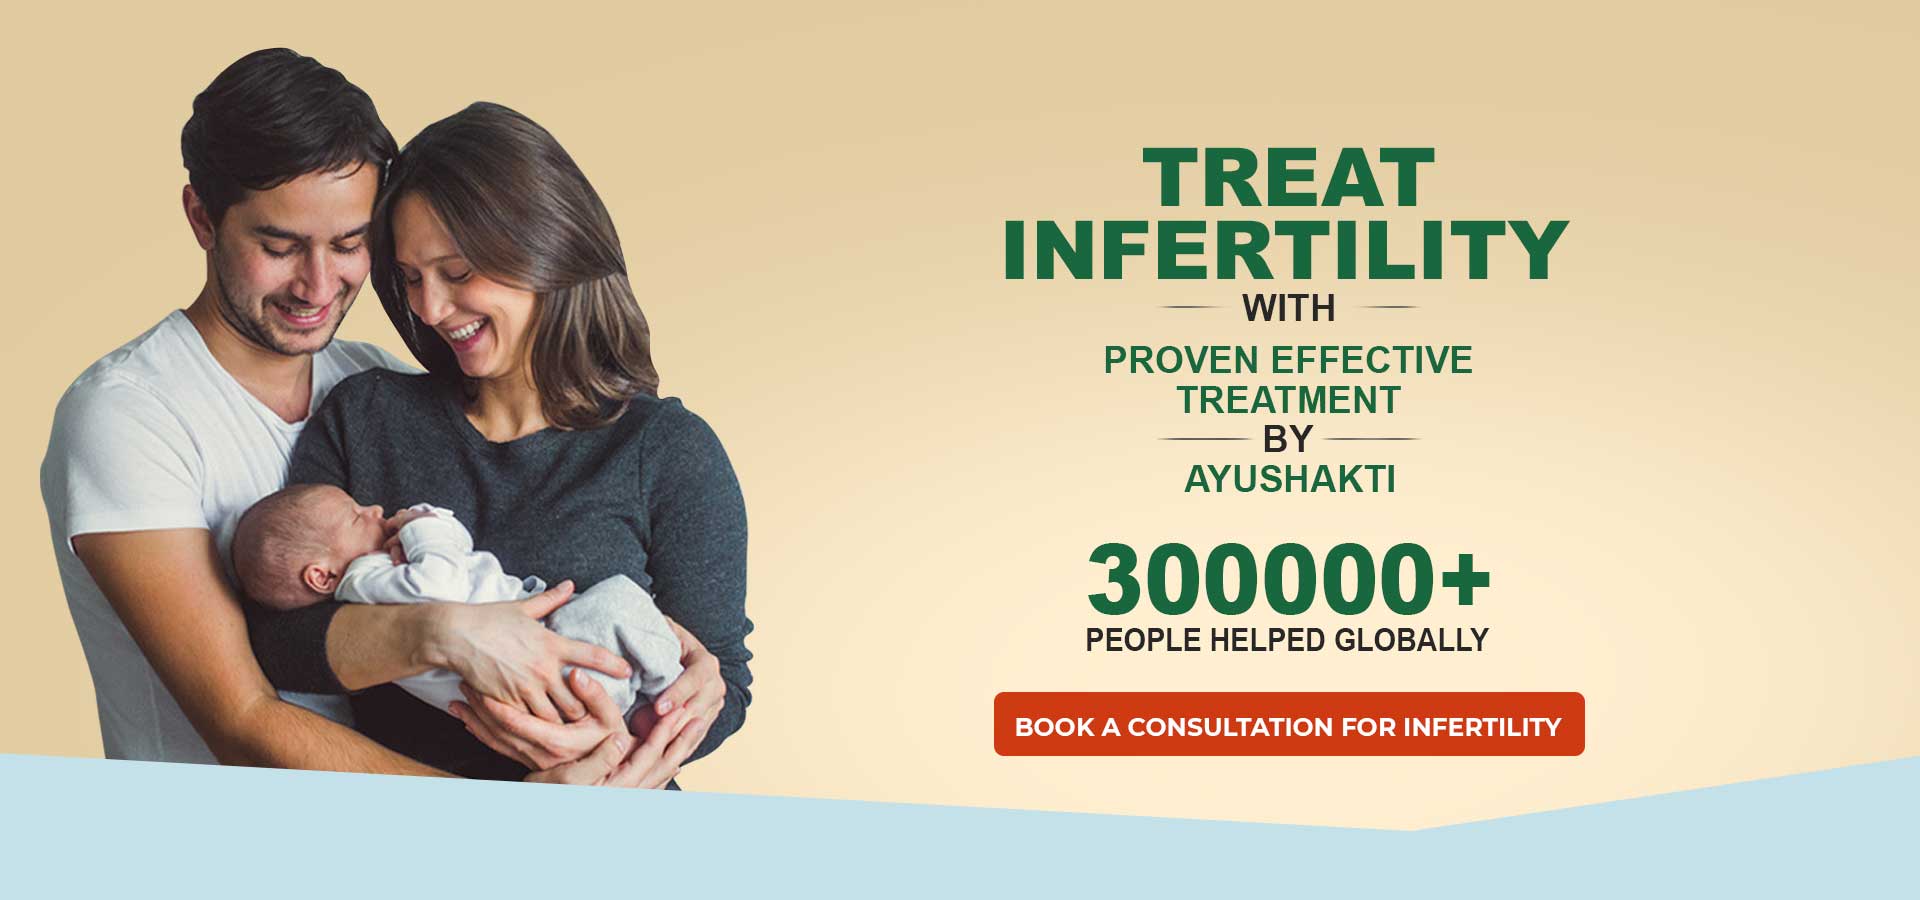 TREAT
INFERTILITY
WITH
PROVEN EFFECTIVE
TREATMENT
BY
AYUSHAKTI
300000+
PEOPLE HELPED GLOBALLY
BOOK A CONSULTATION FOR INFERTILITY